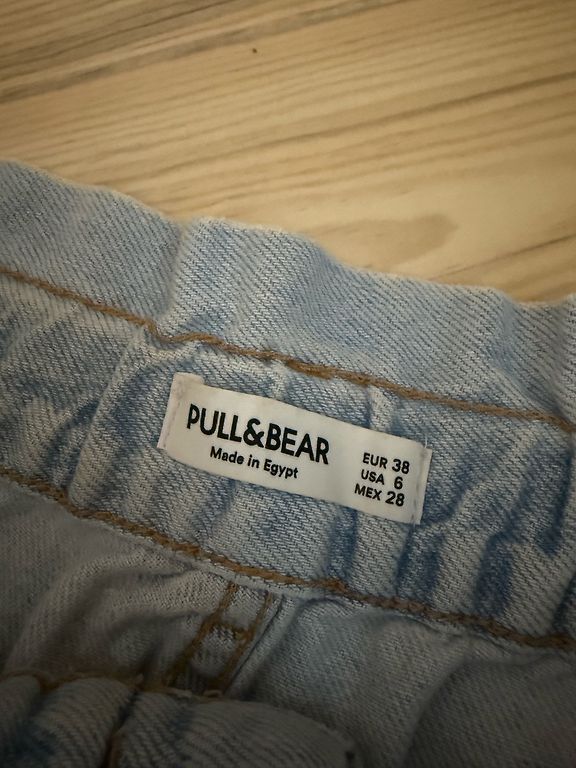 PULL&BEAR
Made in Egypt
EUR 38
USA 6
MEX 28